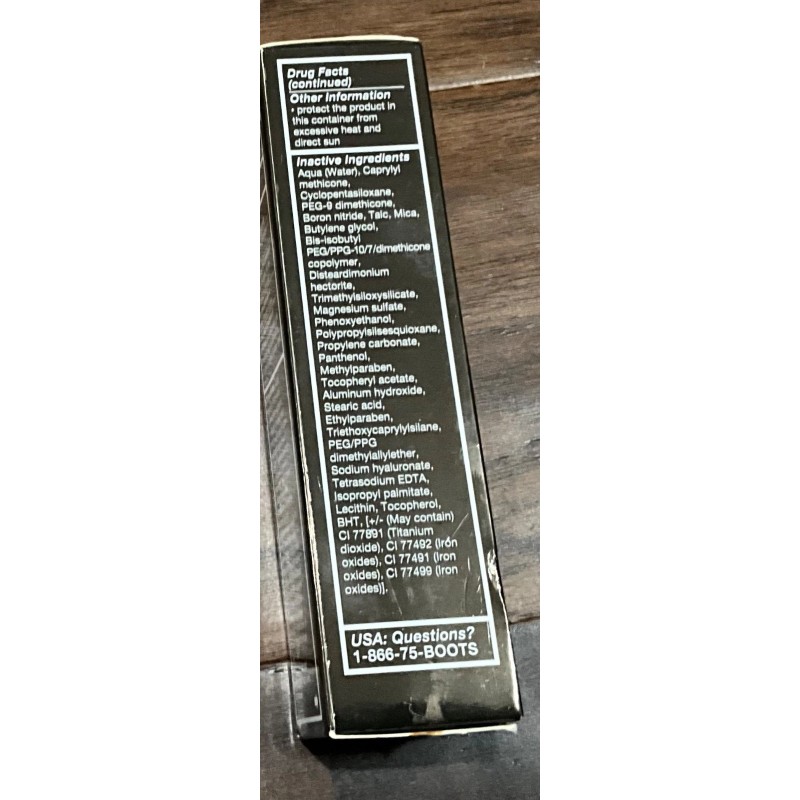 Drug Facts
(continued)
Other Information
• protect the product in
this container from
excessive heat and
direct sun
Inactive Ingredients
Aqua (Water), Caprylyl
methicone,
Cyclopentasiloxane,
PEG-9 dimethicone,
Boron nitride, Talc, Mica,
Butylene glycol,
Bis-isobutyl
PEG/PPG-10/7/dimethicone
copolymer,
Disteardimonium
hectorite,
Trimethylsiloxysilicate,
Magnesium sulfate,
Phenoxyethanol,
Polypropylsilsesquioxane,
Propylene carbonate,
Panthenol,
Methylparaben,
Tocopheryl acetate,
Aluminum hydroxide,
Stearic acid,
Ethylparaben,
Triethoxycaprylylsilane,
PEG/PPG
dimethylallylether,
Sodium hyaluronate,
Tetrasodium EDTA,
Isopropyl palmitate,
Lecithin, Tocopherol,
BHT, [+/- (May contain)
CI 77891 (Titanium
dioxide), CI 77492 (Iron
oxides), CI 77491 (Iron
oxides), CI 77499 (Iron
oxides)].
USA: Questions?
1-866-75-BOOTS